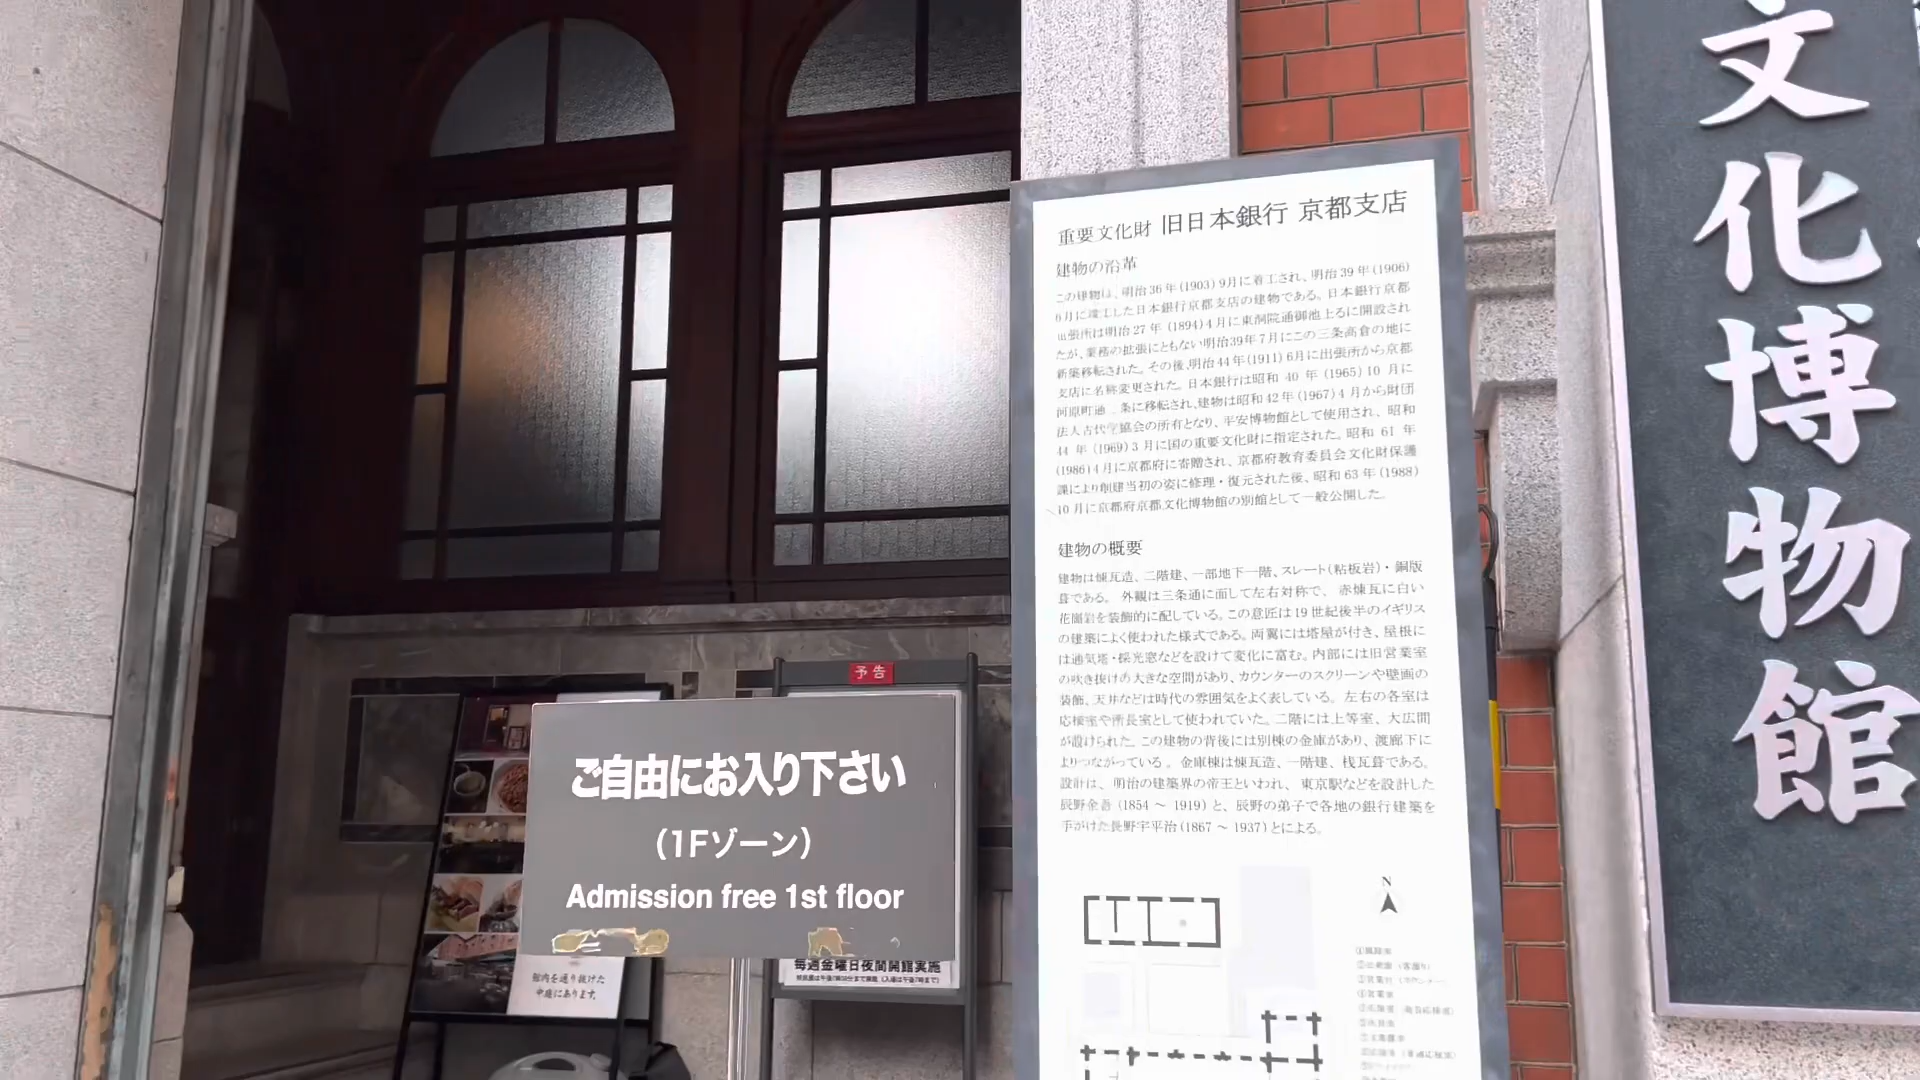 文化博物館
重要文化財 旧日本銀行 京都支店
建物の沿革
この建物は、明治36年(1903)9月に着工され、明治39年(1906)
6月に竣工した日本銀行京都支店の建物である。日本銀行京都
出張所は明治27年(1894)4月に東洞院通御池上るに開設され
たが、業務の拡張にともない明治39年7月にこの三条高倉の地に
新築移転された。その後、明治44年(1911)6月に出張所から京都
支店に名称変更された。日本銀行は昭和 40 年 (1965) 10 月に
河原町通二条に移転され、建物は昭和42年(1967)4月から財団
法人古代学協会の所有となり、平安博物館として使用され、昭和
44 年 (1969) 3 月に国の重要文化財に指定された。昭和 61 年
(1986)4月に京都府に寄贈され、京都府教育委員会文化財保護
課により創建当初の姿に修理・復元された後、昭和63年(1988)
10月に京都府京都文化博物館の別館として一般公開した。
建物の概要
建物は煉瓦造、二階建、一部地下一階、スレート(粘板岩)・銅版
葺である。 外観は三条通に面して左右対称で、赤煉瓦に白い
花崗岩を装飾的に配している。この意匠は19世紀後半のイギリス
の建築によく使われた様式である。両翼には塔屋が付き、屋根に
は通気塔・採光窓などを設けて変化に富む。内部には旧営業室
の吹き抜けの大きな空間があり、カウンターのスクリーンや壁画の
装飾、天井などは時代の雰囲気をよく表している。左右の各室は
応接室や所長室として使われていた。二階には上等室、大広間
が設けられた。この建物の背後には別棟の金庫があり、渡廊下に
よりつながっている。金庫棟は煉瓦造、一階建、桟瓦葺である。
設計は、明治の建築界の帝王といわれ、東京駅などを設計した
辰野金吾 (1854 ～ 1919) と、辰野の弟子で各地の銀行建築を
手がけた長野宇平治(1867 ～ 1937)とによる。
N
予告
ご自由にお入り下さい
(1Fゾーン)
Admission free 1st floor
毎週金曜日夜間開館実施
館内を通り抜けた
中庭にあります。